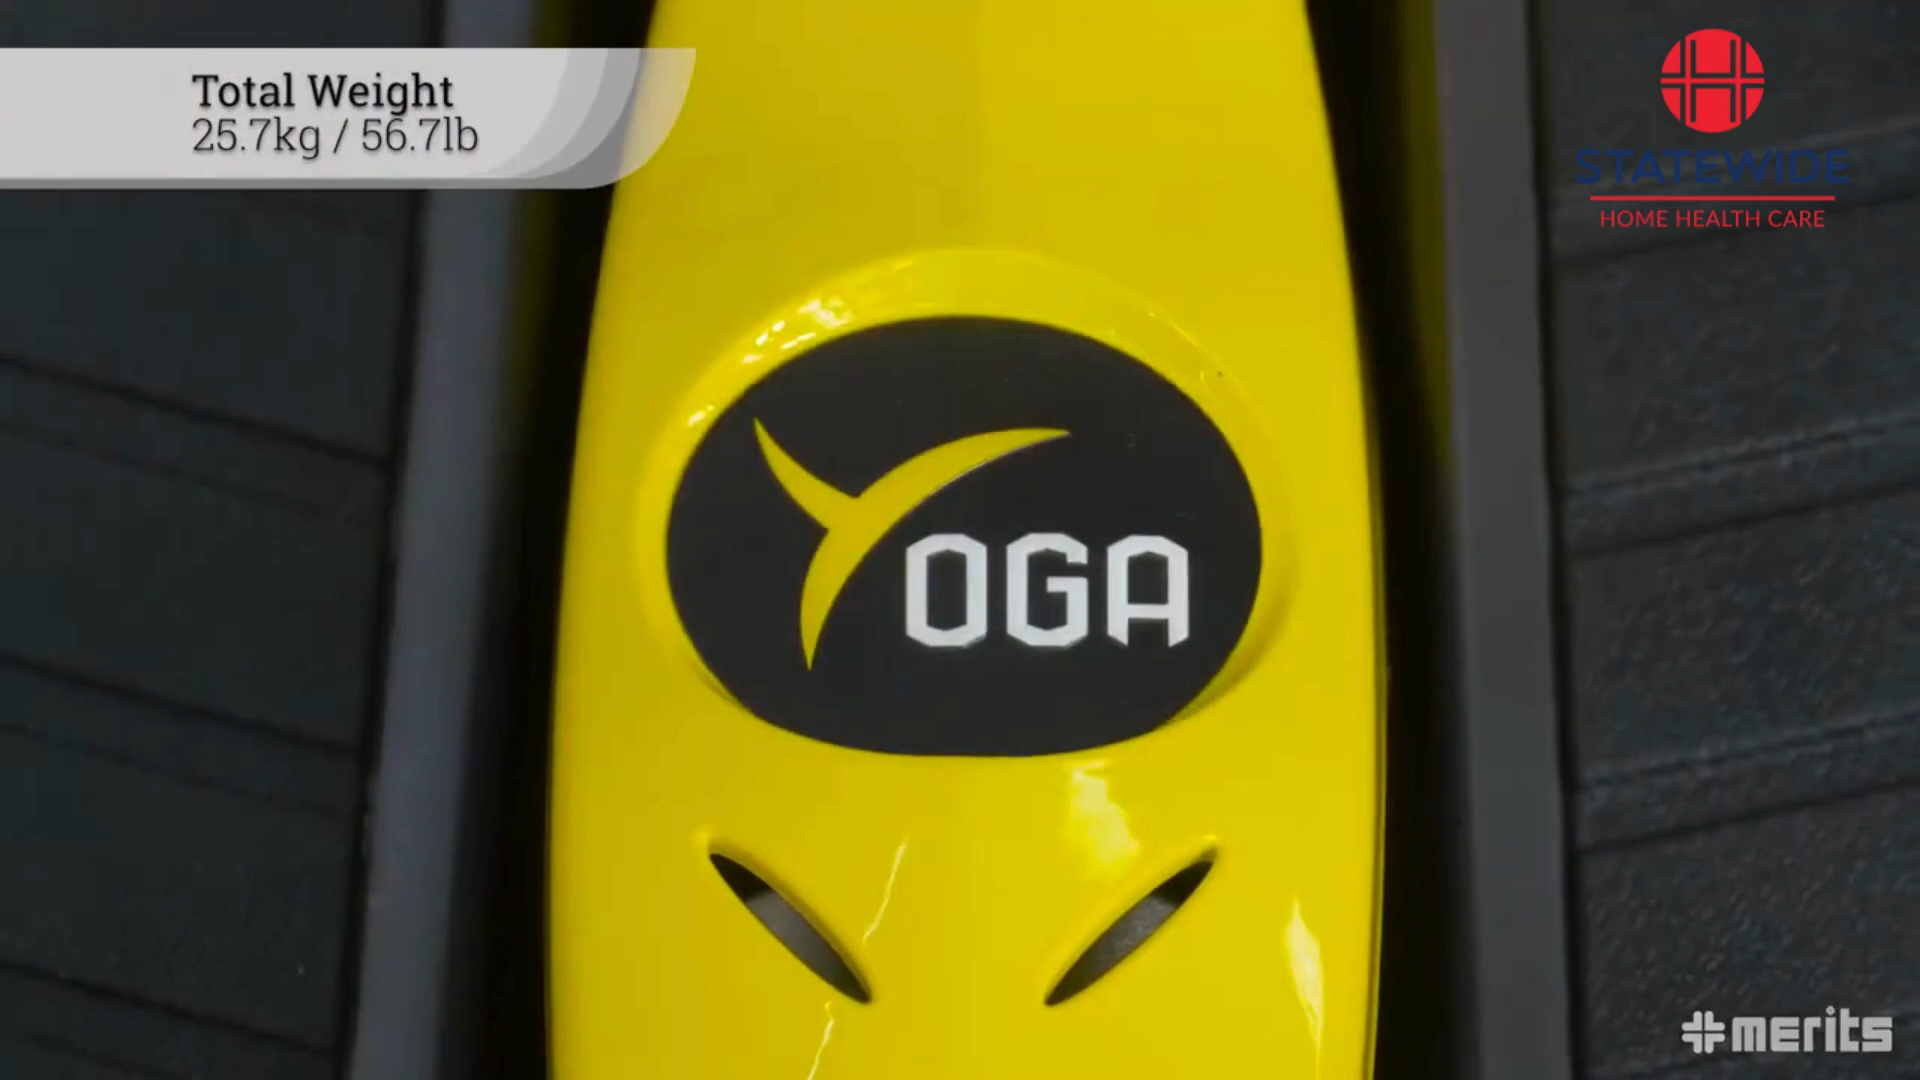 Total Weight
25.7kg / 56.7lb
STATEWIDE
HOME HEALTH CARE
YOGA
merits